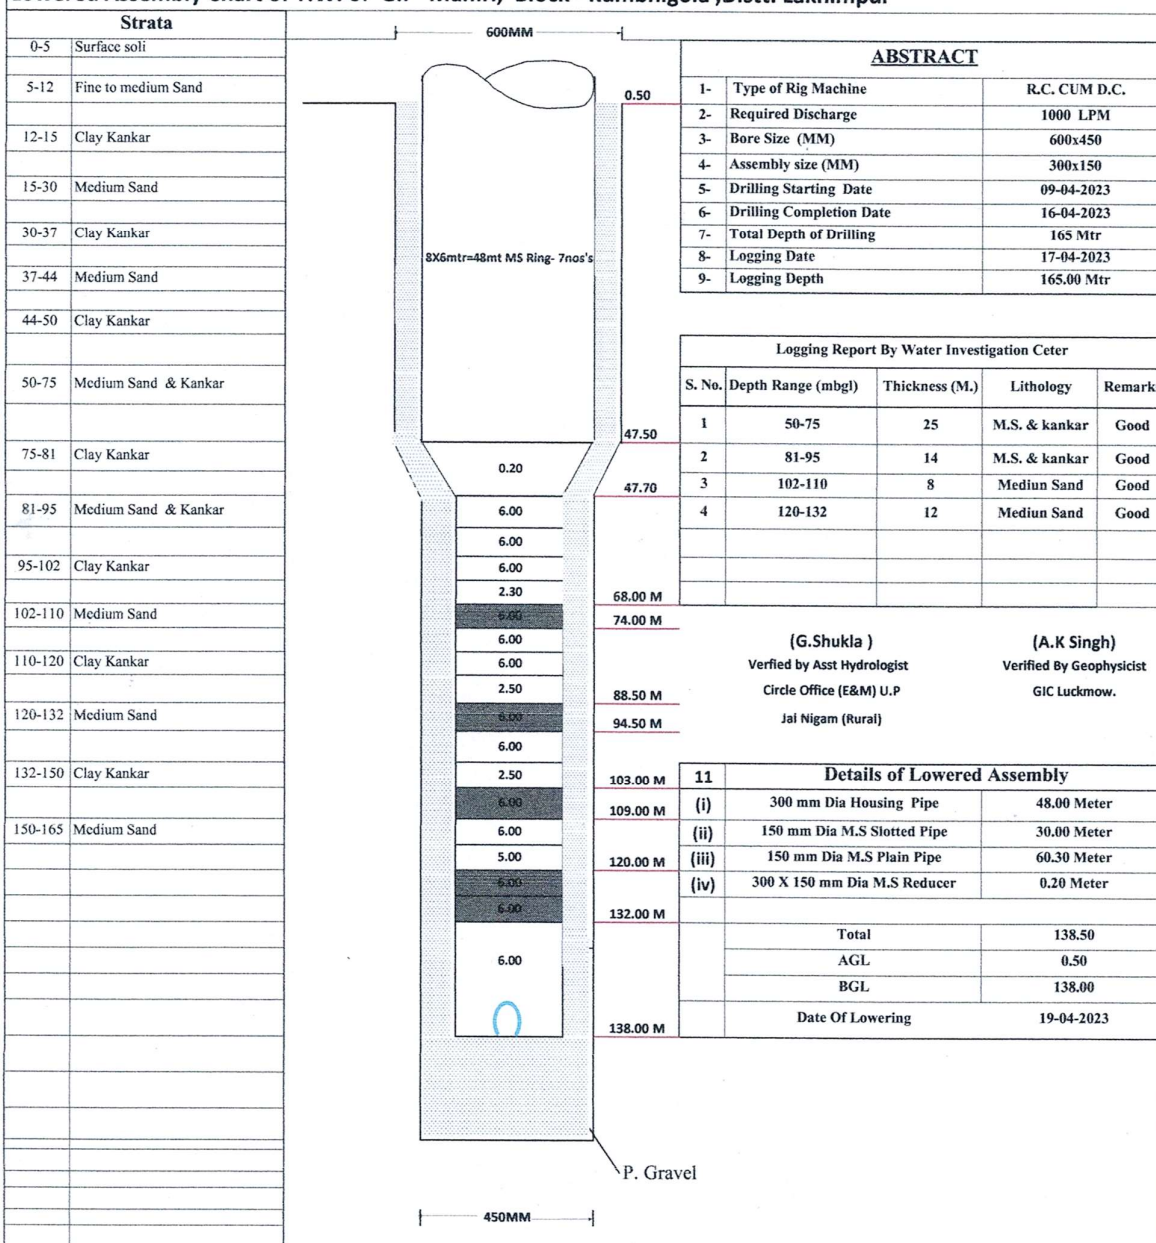 Strata
0-5 Surface soli
5-12 Fine to medium Sand
12-15 Clay Kankar
15-30 Medium Sand
30-37 Clay Kankar
37-44 Medium Sand
44-50 Clay Kankar
50-75 Medium Sand & Kankar
75-81 Clay Kankar
81-95 Medium Sand & Kankar
95-102 Clay Kankar
102-110 Medium Sand
110-120 Clay Kankar
120-132 Medium Sand
132-150 Clay Kankar
150-165 Medium Sand
600MM
0.50
8X6mtr=48mt MS Ring- 7nos's
47.50
0.20
47.70
6.00
6.00
6.00
2.30
68.00 M
6.00
74.00 M
6.00
6.00
2.50
88.50 M
6.00
94.50 M
6.00
2.50
103.00 M
6.00
109.00 M
6.00
5.00
120.00 M
6.00
6.00
132.00 M
6.00
138.00 M
P. Gravel
450MM
ABSTRACT
1- Type of Rig Machine R.C. CUM D.C.
2- Required Discharge 1000 LPM
3- Bore Size (MM) 600x450
4- Assembly size (MM) 300x150
5- Drilling Starting Date 09-04-2023
6- Drilling Completion Date 16-04-2023
7- Total Depth of Drilling 165 Mtr
8- Logging Date 17-04-2023
9- Logging Depth 165.00 Mtr
Logging Report By Water Investigation Ceter
S. No. Depth Range (mbgl) Thickness (M.) Lithology Remark
1 50-75 25 M.S. & kankar Good
2 81-95 14 M.S. & kankar Good
3 102-110 8 Mediun Sand Good
4 120-132 12 Mediun Sand Good
(G.Shukla ) (A.K Singh)
Verfied by Asst Hydrologist Verified By Geophysicist
Circle Office (E&M) U.P GIC Luckmow.
Jal Nigam (Rural)
11 Details of Lowered Assembly
(i) 300 mm Dia Housing Pipe 48.00 Meter
(ii) 150 mm Dia M.S Slotted Pipe 30.00 Meter
(iii) 150 mm Dia M.S Plain Pipe 60.30 Meter
(iv) 300 X 150 mm Dia M.S Reducer 0.20 Meter
Total 138.50
AGL 0.50
BGL 138.00
Date Of Lowering 19-04-2023